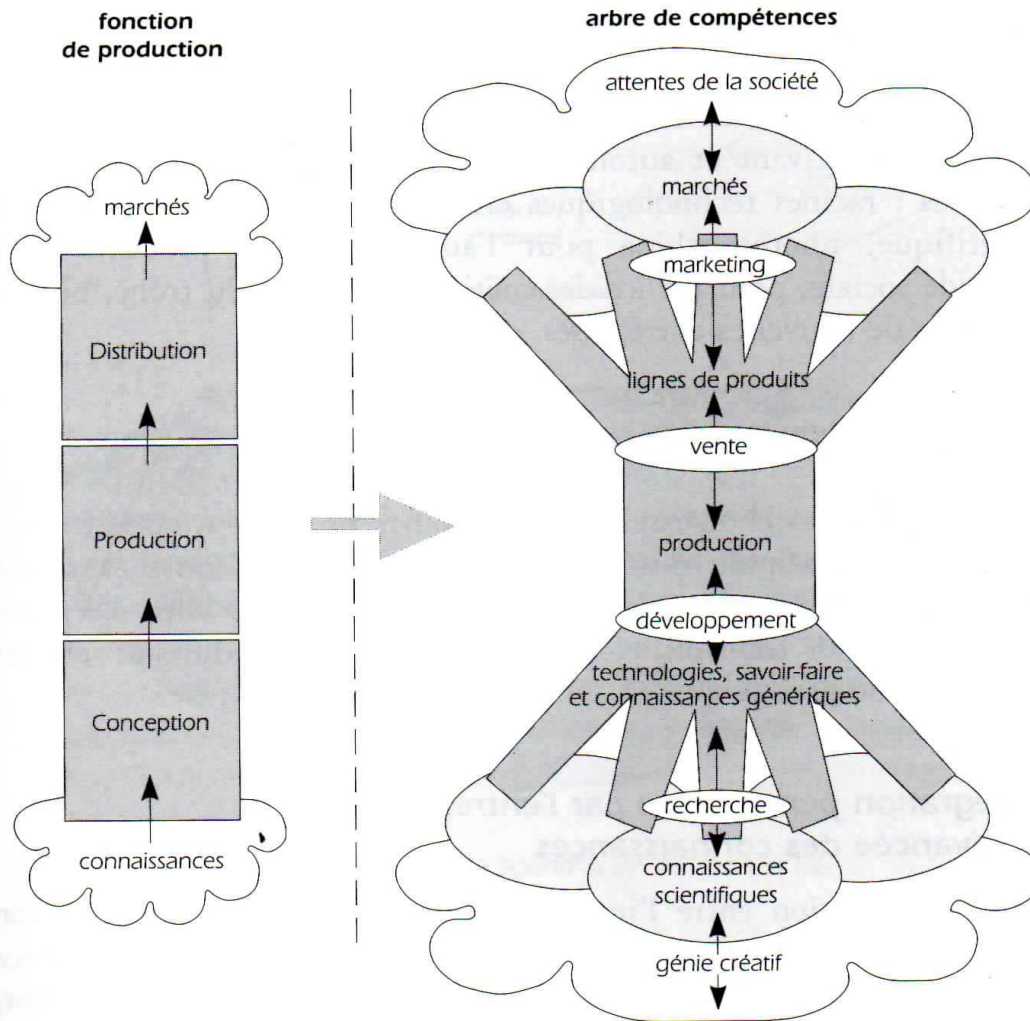 fonction
de production
marchés
Distribution
Production
Conception
connaissances
arbre de compétences
attentes de la société
marchés
marketing
lignes de produits
vente
production
développement
technologies, savoir-faire
et connaissances génériques
recherche
connaissances
scientifiques
génie créatif